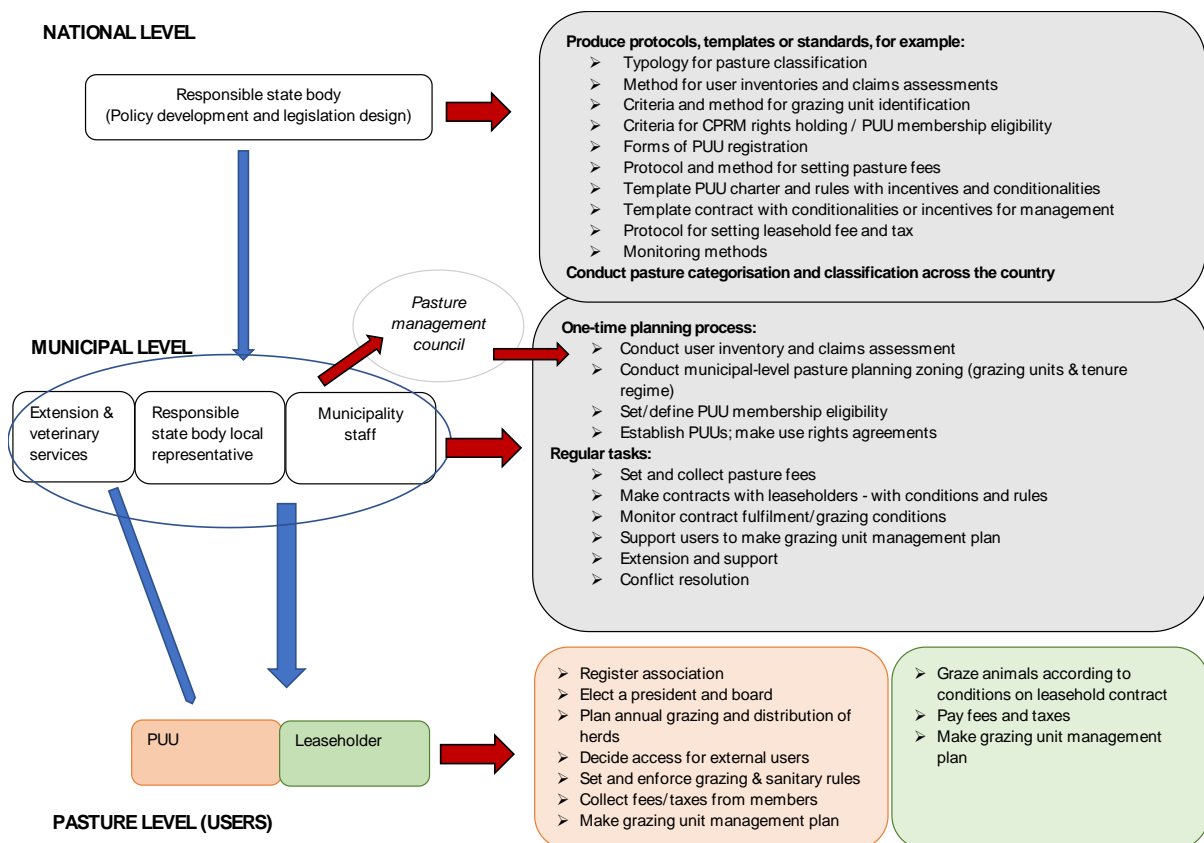 NATIONAL LEVEL
Responsible state body
(Policy development and legislation design)
Produce protocols, templates or standards, for example:
➤ Typology for pasture classification
➤ Method for user inventories and claims assessments
➤ Criteria and method for grazing unit identification
➤ Criteria for CPRM rights holding / PUU membership eligibility
➤ Forms of PUU registration
➤ Protocol and method for setting pasture fees
➤ Template PUU charter and rules with incentives and conditionalities
➤ Template contract with conditionalities or incentives for management
➤ Protocol for setting leasehold fee and tax
➤ Monitoring methods
Conduct pasture categorisation and classification across the country
Pasture
management
council
MUNICIPAL LEVEL
Extension &
veterinary
services
Responsible
state body local
representative
Municipality
staff
One-time planning process:
➤ Conduct user inventory and claims assessment
➤ Conduct municipal-level pasture planning zoning (grazing units & tenure
regime)
➤ Set/define PUU membership eligibility
➤ Establish PUUs; make use rights agreements
Regular tasks:
➤ Set and collect pasture fees
➤ Make contracts with leaseholders - with conditions and rules
➤ Monitor contract fulfilment/grazing conditions
➤ Support users to make grazing unit management plan
➤ Extension and support
➤ Conflict resolution
PUU
Leaseholder
PASTURE LEVEL (USERS)
➤ Register association
➤ Elect a president and board
➤ Plan annual grazing and distribution of
herds
➤ Decide access for external users
➤ Set and enforce grazing & sanitary rules
➤ Collect fees/taxes from members
➤ Make grazing unit management plan
➤ Graze animals according to
conditions on leasehold contract
➤ Pay fees and taxes
➤ Make grazing unit management
plan